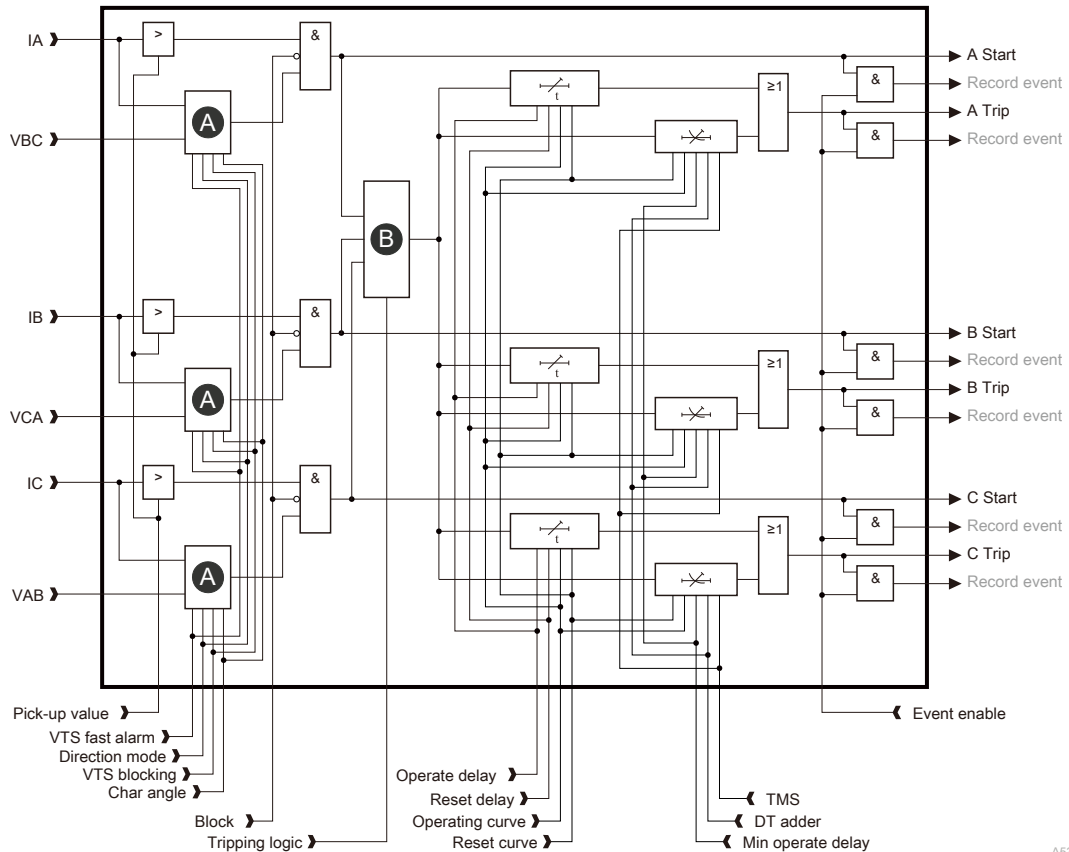 IA
>
&
A Start
&
Record event
t
≥1
A
A Trip
VBC
&
Record event
B
IB
>
&
B Start
&
Record event
t
≥1
A
B Trip
VCA
&
Record event
IC
>
&
C Start
&
Record event
t
≥1
A
C Trip
VAB
&
Record event
Pick-up value
Event enable
VTS fast alarm
Direction mode
VTS blocking
Char angle
Operate delay
Reset delay
TMS
Block
Operating curve
DT adder
Tripping logic
Reset curve
Min operate delay